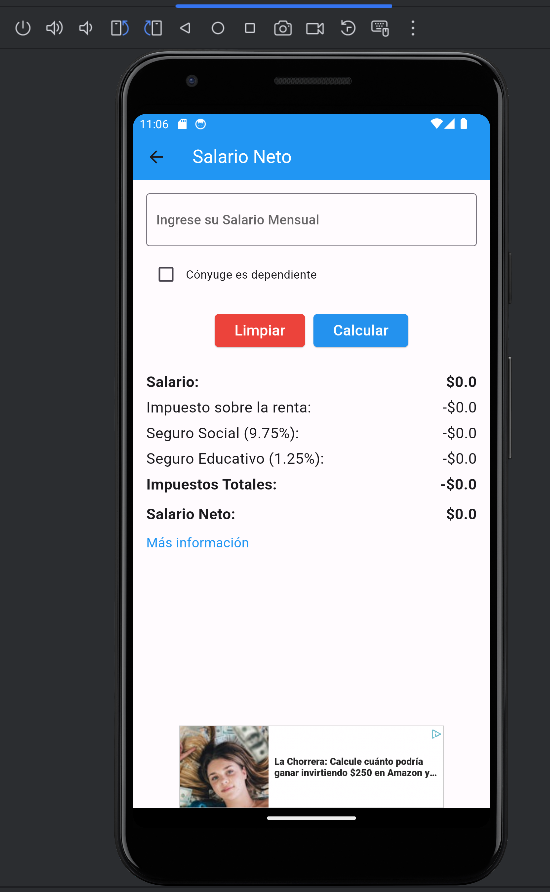 11:06
Salario Neto
Ingrese su Salario Mensual
Cónyuge es dependiente
Limpiar Calcular
Salario: $0.0
Impuesto sobre la renta: -$0.0
Seguro Social (9.75%): -$0.0
Seguro Educativo (1.25%): -$0.0
Impuestos Totales: -$0.0
Salario Neto: $0.0
Más información
La Chorrera: Calcule cuánto podría
ganar invirtiendo $250 en Amazon y...